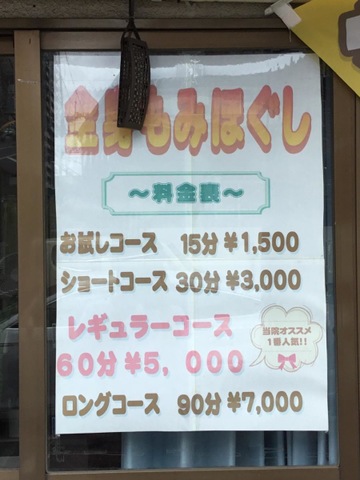 全身もみほぐし
～料金表～
お試しコース 15分 ¥1,500
ショートコース 30分 ¥3,000
レギュラーコース
60分 ¥5,000
当店オススメ
1番人気!!
ロングコース 90分 ¥7,000